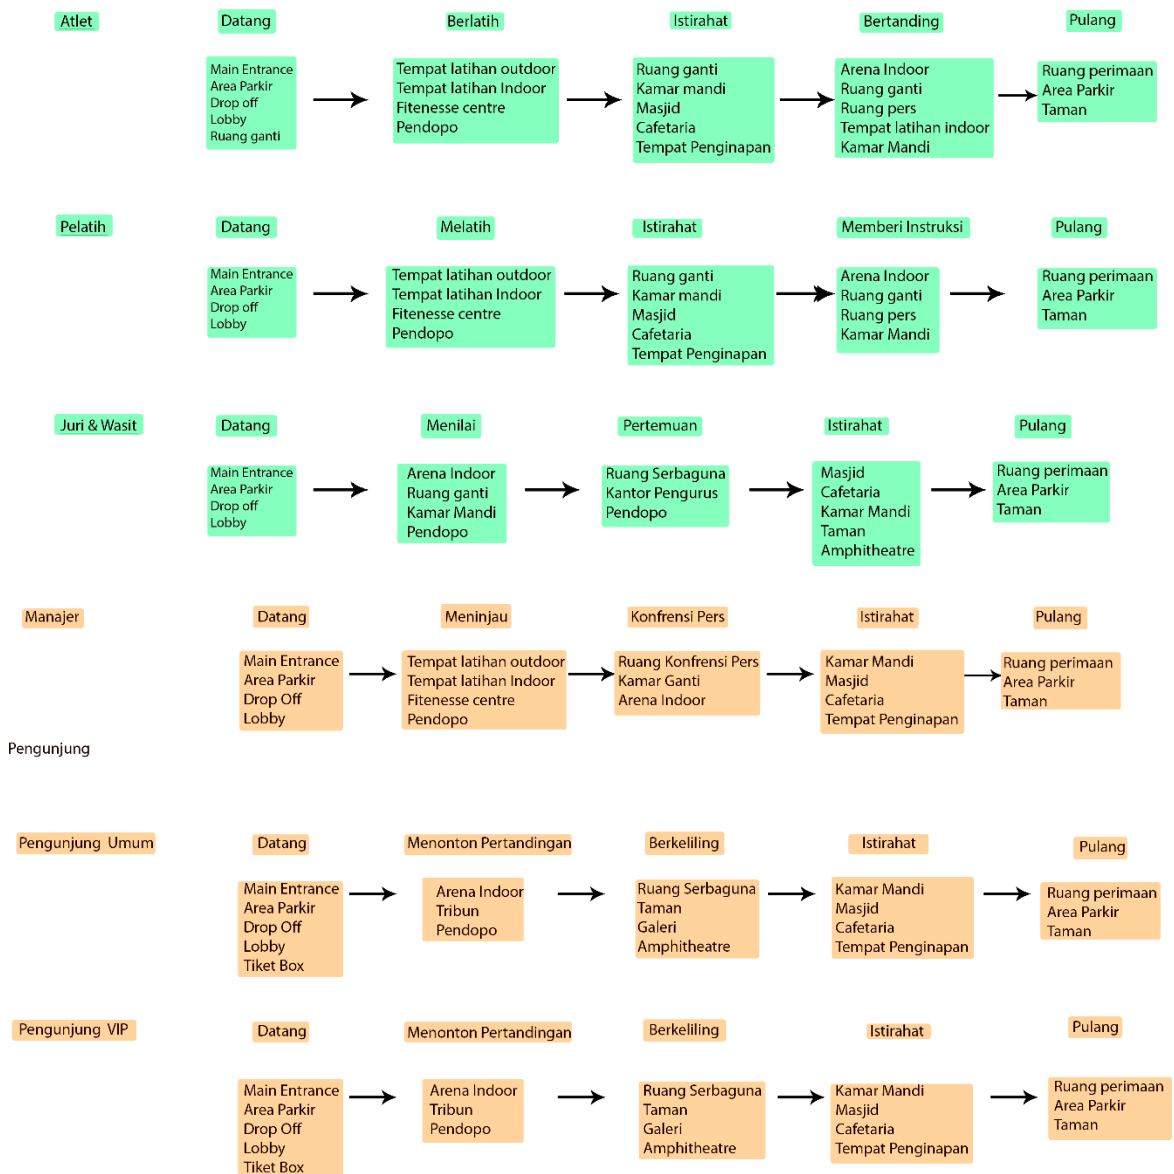 Atlet
Datang
Berlatih
Istirahat
Bertanding
Pulang
Main Entrance
Area Parkir
Drop off
Lobby
Ruang ganti
Tempat latihan outdoor
Tempat latihan Indoor
Fitenesse centre
Pendopo
Ruang ganti
Kamar mandi
Masjid
Cafetaria
Tempat Penginapan
Arena Indoor
Ruang ganti
Ruang pers
Tempat latihan indoor
Kamar Mandi
Ruang perimaan
Area Parkir
Taman
Pelatih
Datang
Melatih
Istirahat
Memberi Instruksi
Pulang
Main Entrance
Area Parkir
Drop off
Lobby
Tempat latihan outdoor
Tempat latihan Indoor
Fitenesse centre
Pendopo
Ruang ganti
Kamar mandi
Masjid
Cafetaria
Tempat Penginapan
Arena Indoor
Ruang ganti
Ruang pers
Kamar Mandi
Ruang perimaan
Area Parkir
Taman
Juri & Wasit
Datang
Menilai
Pertemuan
Istirahat
Pulang
Main Entrance
Area Parkir
Drop off
Lobby
Arena Indoor
Ruang ganti
Kamar Mandi
Pendopo
Ruang Serbaguna
Kantor Pengurus
Pendopo
Masjid
Cafetaria
Kamar Mandi
Taman
Amphitheatre
Ruang perimaan
Area Parkir
Taman
Manajer
Datang
Meninjau
Konfrensi Pers
Istirahat
Pulang
Main Entrance
Area Parkir
Drop Off
Lobby
Tempat latihan outdoor
Tempat latihan Indoor
Fitenesse centre
Pendopo
Ruang Konfrensi Pers
Kamar Ganti
Arena Indoor
Kamar Mandi
Masjid
Cafetaria
Tempat Penginapan
Ruang perimaan
Area Parkir
Taman
Pengunjung
Pengunjung Umum
Datang
Menonton Pertandingan
Berkeliling
Istirahat
Pulang
Main Entrance
Area Parkir
Drop Off
Lobby
Tiket Box
Arena Indoor
Tribun
Pendopo
Ruang Serbaguna
Taman
Galeri
Amphitheatre
Kamar Mandi
Masjid
Cafetaria
Tempat Penginapan
Ruang perimaan
Area Parkir
Taman
Pengunjung VIP
Datang
Menonton Pertandingan
Berkeliling
Istirahat
Pulang
Main Entrance
Area Parkir
Drop Off
Lobby
Tiket Box
Arena Indoor
Tribun
Pendopo
Ruang Serbaguna
Taman
Galeri
Amphitheatre
Kamar Mandi
Masjid
Cafetaria
Tempat Penginapan
Ruang perimaan
Area Parkir
Taman